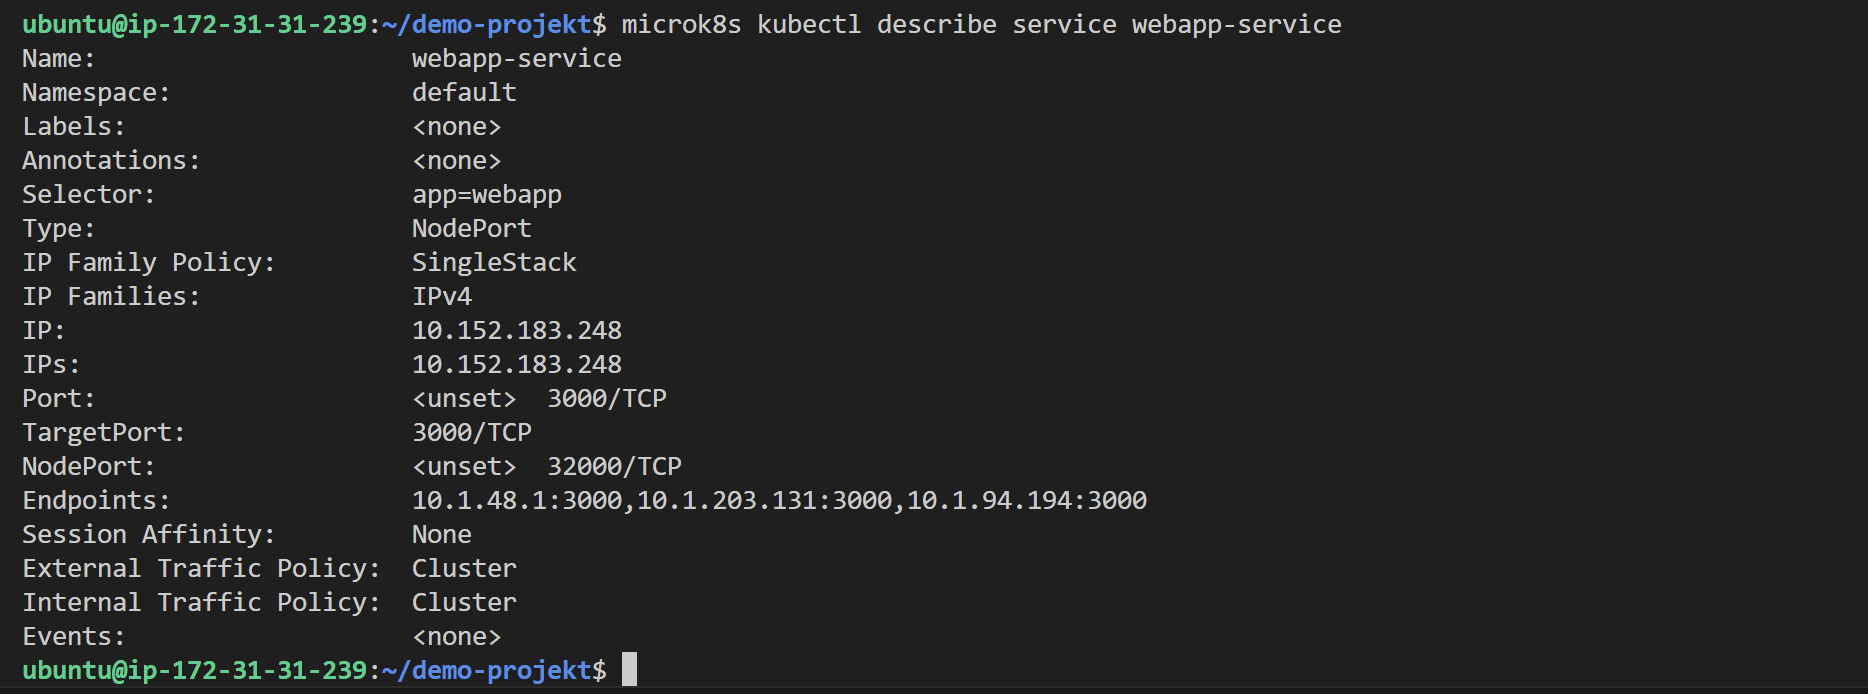 ubuntu@ip-172-31-31-239:~/demo-projekt$ microk8s kubectl describe service webapp-service
Name:                     webapp-service
Namespace:                default
Labels:                   <none>
Annotations:              <none>
Selector:                 app=webapp
Type:                     NodePort
IP Family Policy:         SingleStack
IP Families:              IPv4
IP:                       10.152.183.248
IPs:                      10.152.183.248
Port:                     <unset>  3000/TCP
TargetPort:               3000/TCP
NodePort:                 <unset>  32000/TCP
Endpoints:                10.1.48.1:3000,10.1.203.131:3000,10.1.94.194:3000
Session Affinity:         None
External Traffic Policy:  Cluster
Internal Traffic Policy:  Cluster
Events:                   <none>
ubuntu@ip-172-31-31-239:~/demo-projekt$